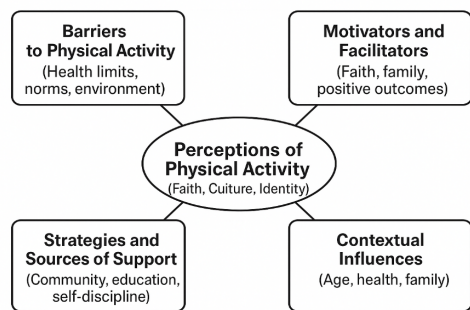 Barriers
to Physical Activity
(Health limits,
norms, environment)
Motivators and
Facilitators
(Faith, family,
positive outcomes)
Perceptions of
Physical Activity
(Faith, Culture, Identity)
Strategies and
Sources of Support
(Community, education,
self-discipline)
Contextual
Influences
(Age, health, family)